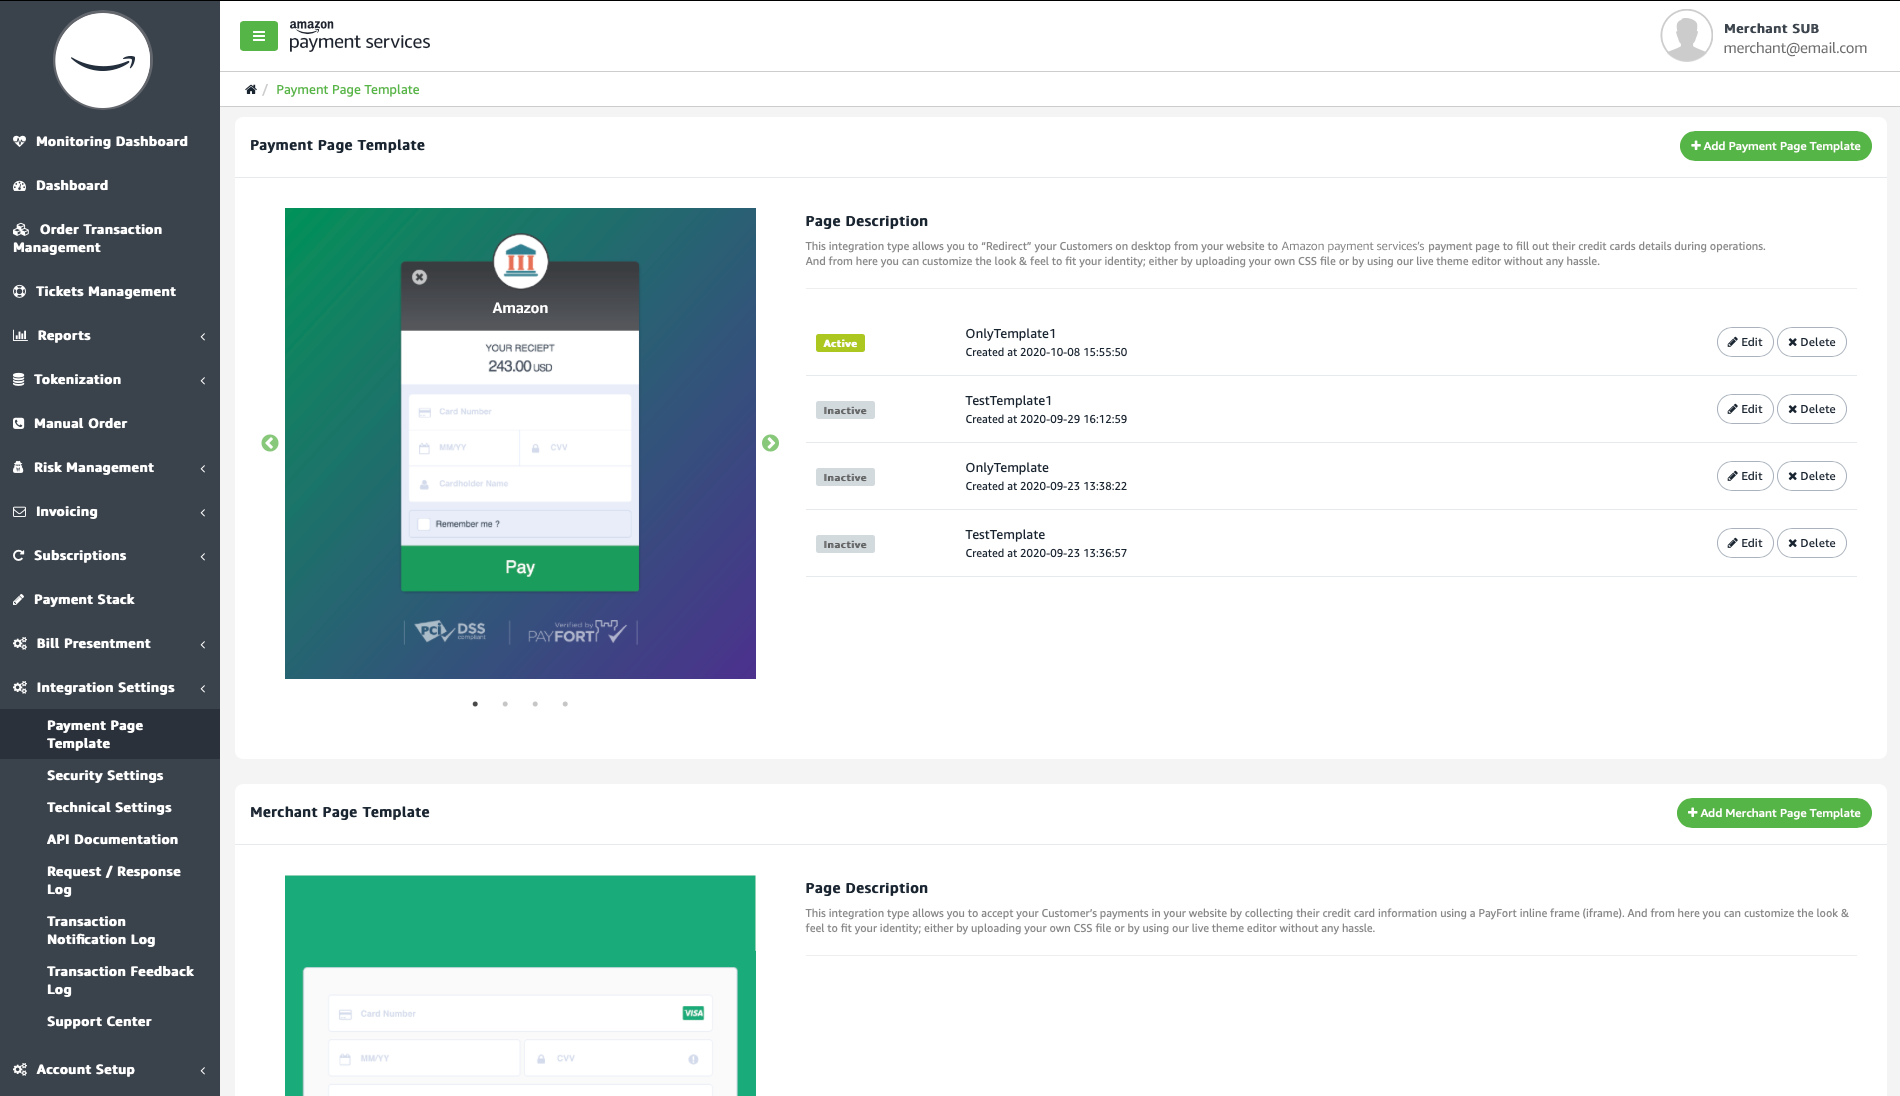 amazon
payment services
Merchant SUB
merchant@email.com
/ Payment Page Template
Monitoring Dashboard
Dashboard
Order Transaction
Management
Tickets Management
Reports
Tokenization
Manual Order
Risk Management
Invoicing
Subscriptions
Payment Stack
Bill Presentment
Integration Settings
Payment Page
Template
Security Settings
Technical Settings
API Documentation
Request / Response
Log
Transaction
Notification Log
Transaction Feedback
Log
Support Center
Account Setup
Payment Page Template
Add Payment Page Template
Amazon
YOUR RECIEPT
243.00 USD
Card Number
MM/YY
CVV
Cardholder Name
Remember me ?
Pay
PCI DSS
compliant
Verified by
PAYFORT
Page Description
This integration type allows you to “Redirect” your Customers on desktop from your website to Amazon payment services's payment page to fill out their credit cards details during operations.
And from here you can customize the look & feel to fit your identity; either by uploading your own CSS file or by using our live theme editor without any hassle.
Active
OnlyTemplate1
Created at 2020-10-08 15:55:50
Edit
Delete
Inactive
TestTemplate1
Created at 2020-09-29 16:12:59
Edit
Delete
Inactive
OnlyTemplate
Created at 2020-09-23 13:38:22
Edit
Delete
Inactive
TestTemplate
Created at 2020-09-23 13:36:57
Edit
Delete
Merchant Page Template
Add Merchant Page Template
Card Number
VISA
MM/YY
CVV
Page Description
This integration type allows you to accept your Customer's payments in your website by collecting their credit card information using a PayFort inline frame (iframe). And from here you can customize the look &
feel to fit your identity; either by uploading your own CSS file or by using our live theme editor without any hassle.